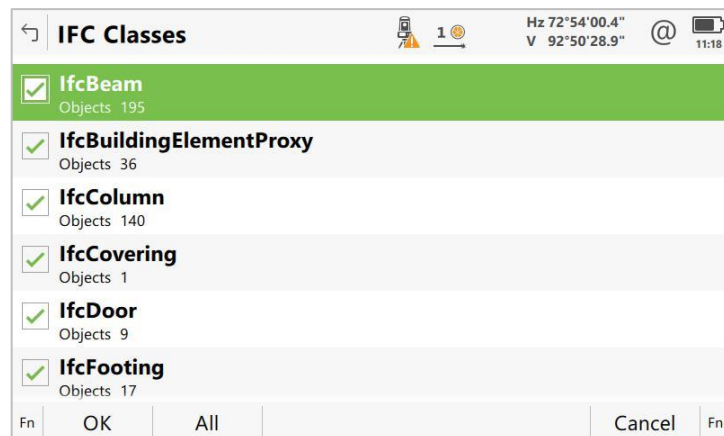 IFC Classes
1
Hz 72°54'00.4"
V 92°50'28.9"
@
11:18
IfcBeam
Objects 195
IfcBuildingElementProxy
Objects 36
IfcColumn
Objects 140
IfcCovering
Objects 1
IfcDoor
Objects 9
IfcFooting
Objects 17
Fn OK All Cancel Fn